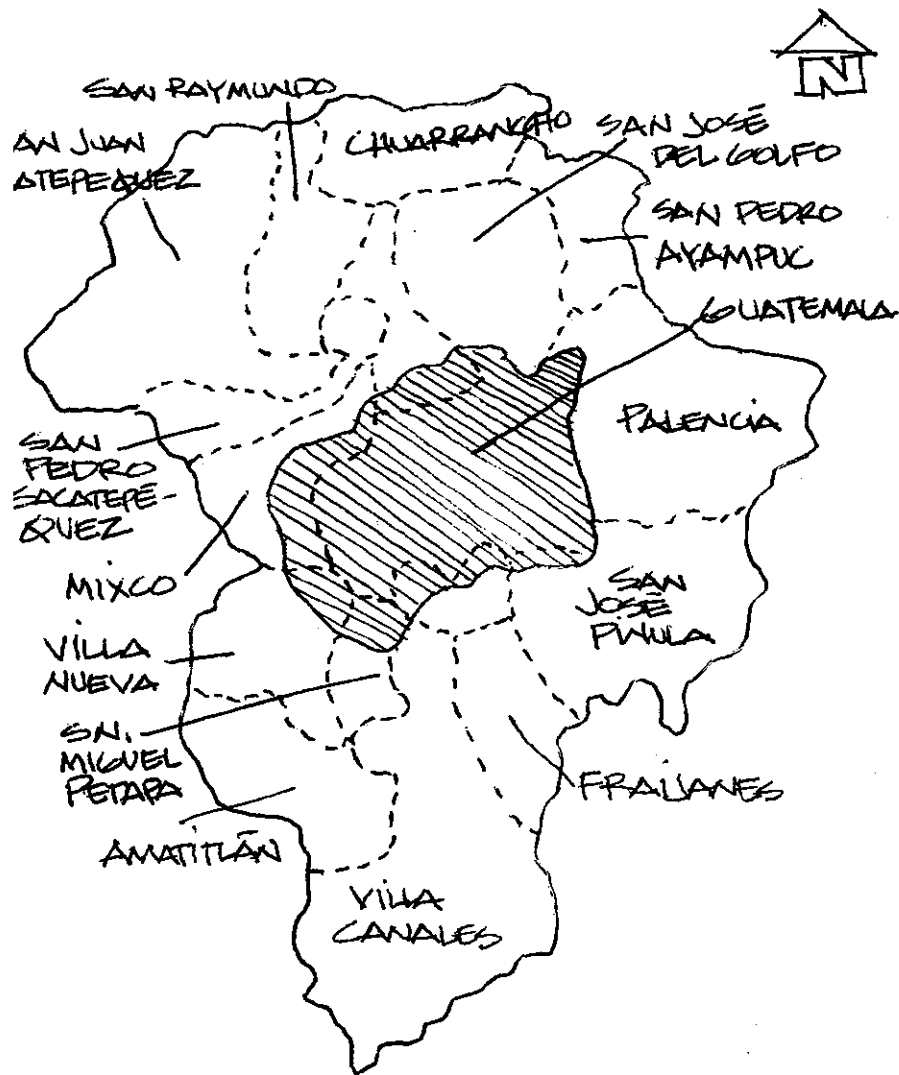 N
SAN RAYMUNDO
AN JUAN
ATEPEQUEZ
CHUARRANCHO
SAN JOSÉ
DEL GOLFO
SAN PEDRO
AYAMPUC
GUATEMALA
PALENCIA
SAN
PEDRO
SACATEPÉ-
QUEZ
MIXCO
SAN
JOSÉ
PINULA
VILLA
NUEVA
SN.
MIGUEL
PETAPA
FRAIJANES
AMATITLÁN
VILLA
CANALES